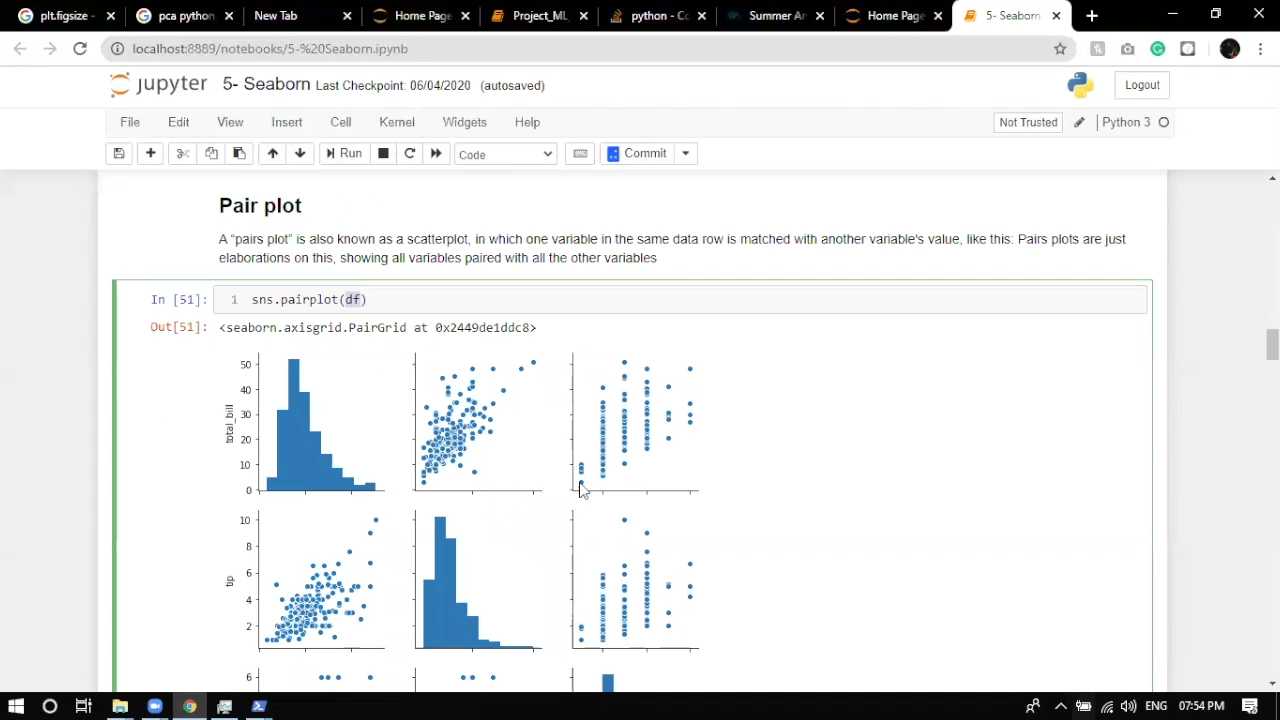 plt.figsize
pca python
New Tab
Home Page
Project_ML
python - Co
Summer Ar
Home Page
5- Seaborn
localhost:8889/notebooks/5-%20Seaborn.ipynb
jupyter 5- Seaborn Last Checkpoint: 06/04/2020 (autosaved)
Logout
File Edit View Insert Cell Kernel Widgets Help
Not Trusted Python 3
Run Code Commit
Pair plot
A “pairs plot” is also known as a scatterplot, in which one variable in the same data row is matched with another variable's value, like this: Pairs plots are just
elaborations on this, showing all variables paired with all the other variables
In [51]: 1 sns.pairplot(df)
Out[51]: <seaborn.axisgrid.PairGrid at 0x2449de1ddc8>
50
40
30
20
10
0
total_bill
10
8
6
4
2
tip
6
ENG 07:54 PM